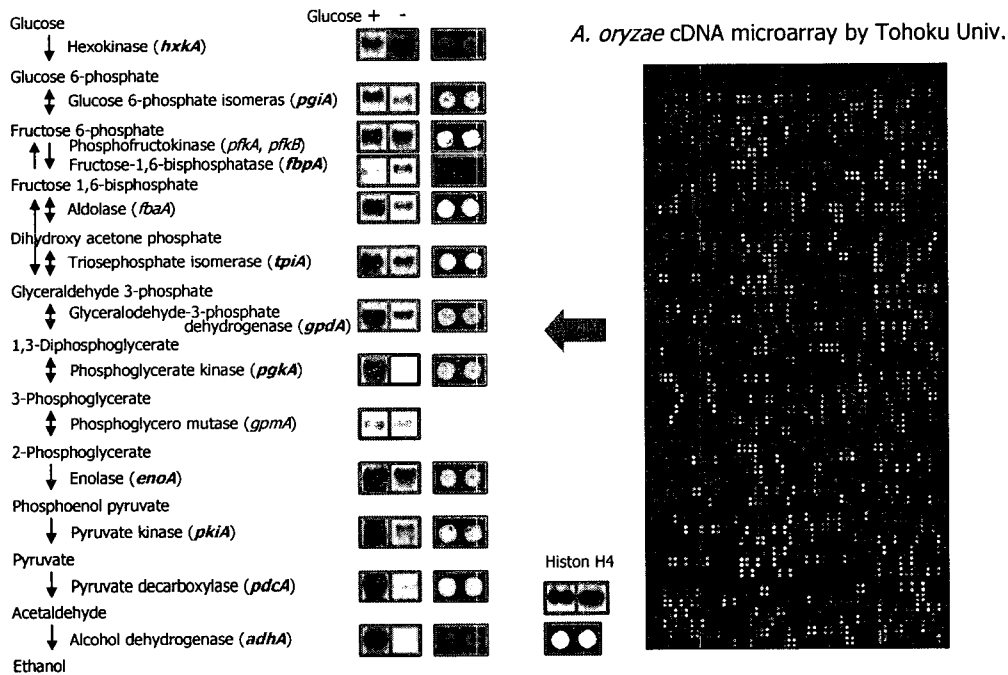 Glucose + -
A. oryzae cDNA microarray by Tohoku Univ.
Glucose
Hexokinase (hxkA)
Glucose 6-phosphate
Glucose 6-phosphate isomeras (pgiA)
Fructose 6-phosphate
Phosphofructokinase (pfkA, pfkB)
Fructose-1,6-bisphosphatase (fbpA)
Fructose 1,6-bisphosphate
Aldolase (fbaA)
Dihydroxy acetone phosphate
Triosephosphate isomerase (tpiA)
Glyceraldehyde 3-phosphate
Glyceralodehyde-3-phosphate
dehydrogenase (gpdA)
1,3-Diphosphoglycerate
Phosphoglycerate kinase (pgkA)
3-Phosphoglycerate
Phosphoglycero mutase (gpmA)
2-Phosphoglycerate
Enolase (enoA)
Phosphoenol pyruvate
Pyruvate kinase (pkiA)
Pyruvate
Pyruvate decarboxylase (pdcA)
Acetaldehyde
Alcohol dehydrogenase (adhA)
Ethanol
Histon H4